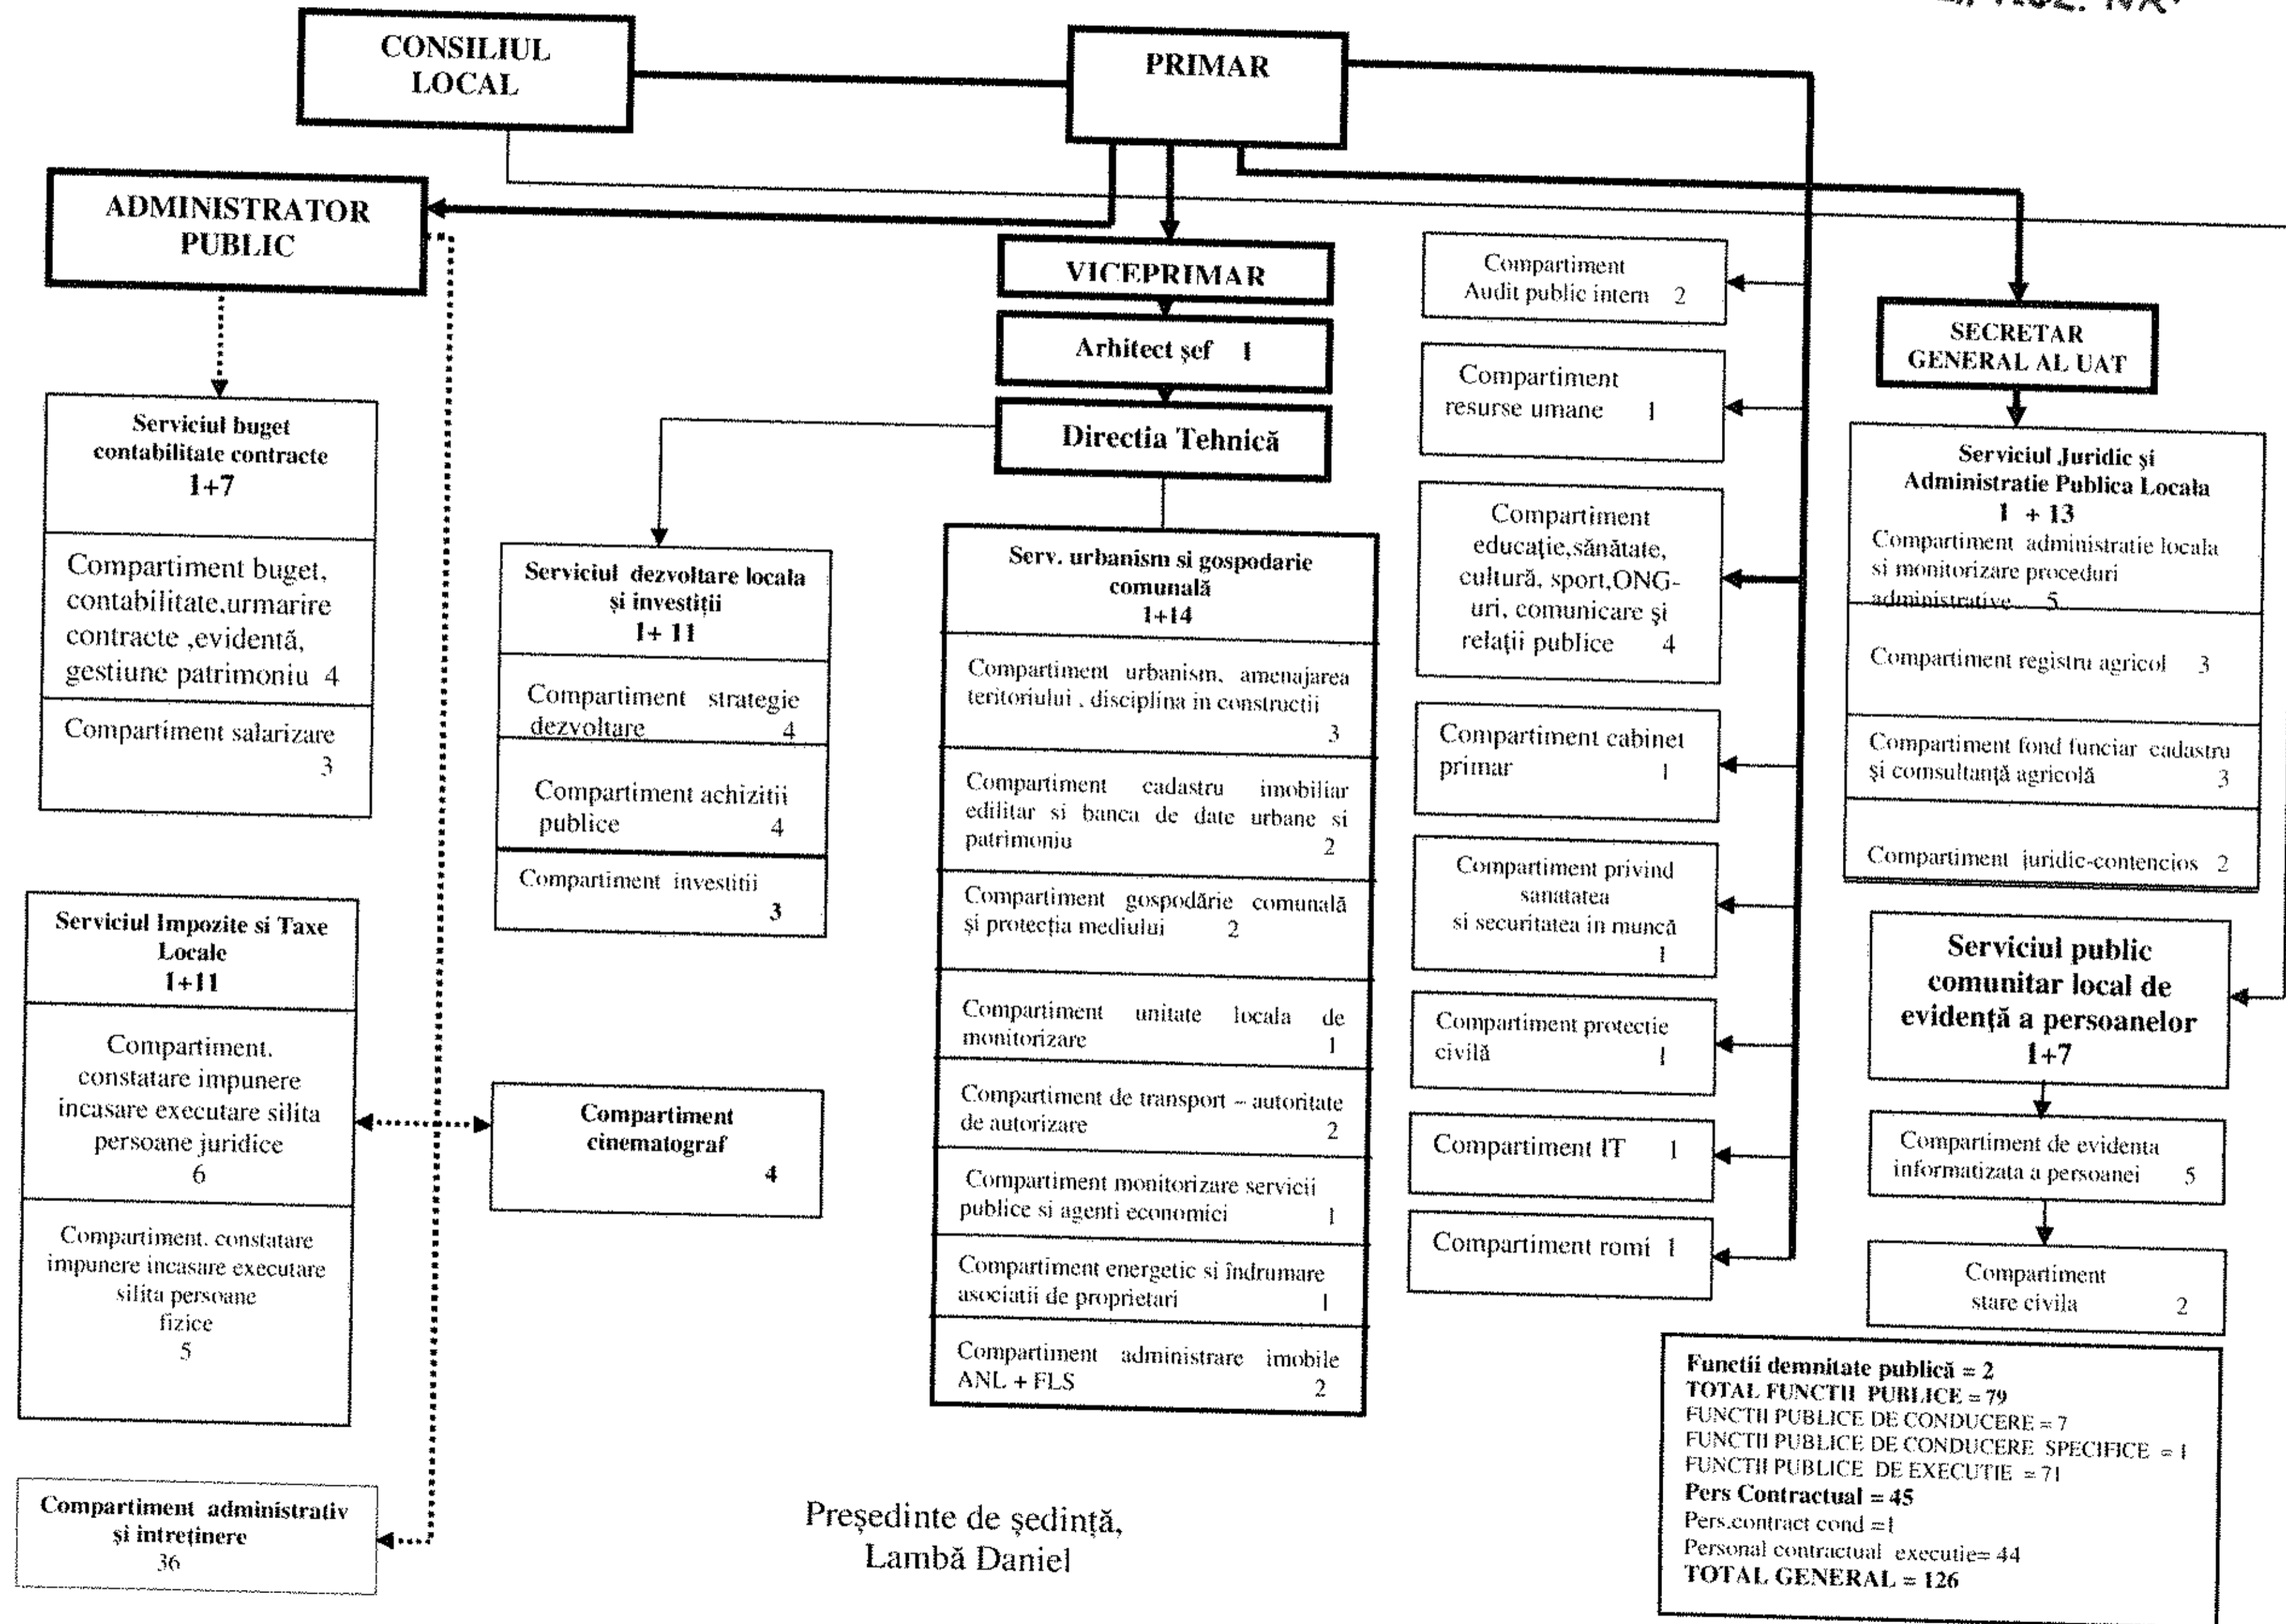 NR.
CONSILIUL
LOCAL
PRIMAR
ADMINISTRATOR
PUBLIC
VICEPRIMAR
Arhitect şef 1
Directia Tehnică
SECRETAR
GENERAL AL UAT
Serviciul buget
contabilitate contracte
1+7
Compartiment buget,
contabilitate,urmarire
contracte ,evidentă,
gestiune patrimoniu 4
Compartiment salarizare
3
Serviciul Impozite si Taxe
Locale
1+11
Compartiment.
constatare impunere
incasare executare silita
persoane juridice
6
Compartiment. constatare
impunere incasare executare
silita persoane
fizice
5
Compartiment administrativ
şi intreţinere
36
Serviciul dezvoltare locala
şi investiţii
1+ 11
Compartiment strategie
dezvoltare 4
Compartiment achizitii
publice 4
Compartiment investitii
3
Compartiment
cinematograf
4
Serv. urbanism si gospodarie
comunală
1+14
Compartiment urbanism, amenajarea
teritoriului , disciplina in constructii
3
Compartiment cadastru imobiliar
edilitar si banca de date urbane si
patrimoniu 2
Compartiment gospodărie comunală
şi protecţia mediului 2
Compartiment unitate locala de
monitorizare 1
Compartiment de transport – autoritate
de autorizare 2
Compartiment monitorizare servicii
publice si agenti economici 1
Compartiment energetic si îndrumare
asociatii de proprietari 1
Compartiment administrare imobile
ANL + FLS 2
Compartiment
Audit public intern 2
Compartiment
resurse umane 1
Compartiment
educaţie,sănătate,
cultură, sport,ONG-
uri, comunicare şi
relaţii publice 4
Compartiment cabinet
primar 1
Compartiment privind
sanatatea
si securitatea in muncă
1
Compartiment protectie
civilă 1
Compartiment IT 1
Compartiment romi 1
Serviciul Juridic şi
Administratie Publica Locala
1 + 13
Compartiment administratie locala
si monitorizare proceduri
administrative 5
Compartiment registru agricol 3
Compartiment fond funciar cadastru
şi comsultanţă agricolă 3
Compartiment juridic-contencios 2
Serviciul public
comunitar local de
evidenţă a persoanelor
1+7
Compartiment de evidenta
informatizata a persoanei 5
Compartiment
stare civila 2
Functii demnitate publică = 2
TOTAL FUNCTII PUBLICE = 79
FUNCTII PUBLICE DE CONDUCERE = 7
FUNCTII PUBLICE DE CONDUCERE SPECIFICE = 1
FUNCTII PUBLICE DE EXECUTIE = 71
Pers Contractual = 45
Pers.contract cond =1
Personal contractual executie= 44
TOTAL GENERAL = 126
Preşedinte de şedinţă,
Lambă Daniel